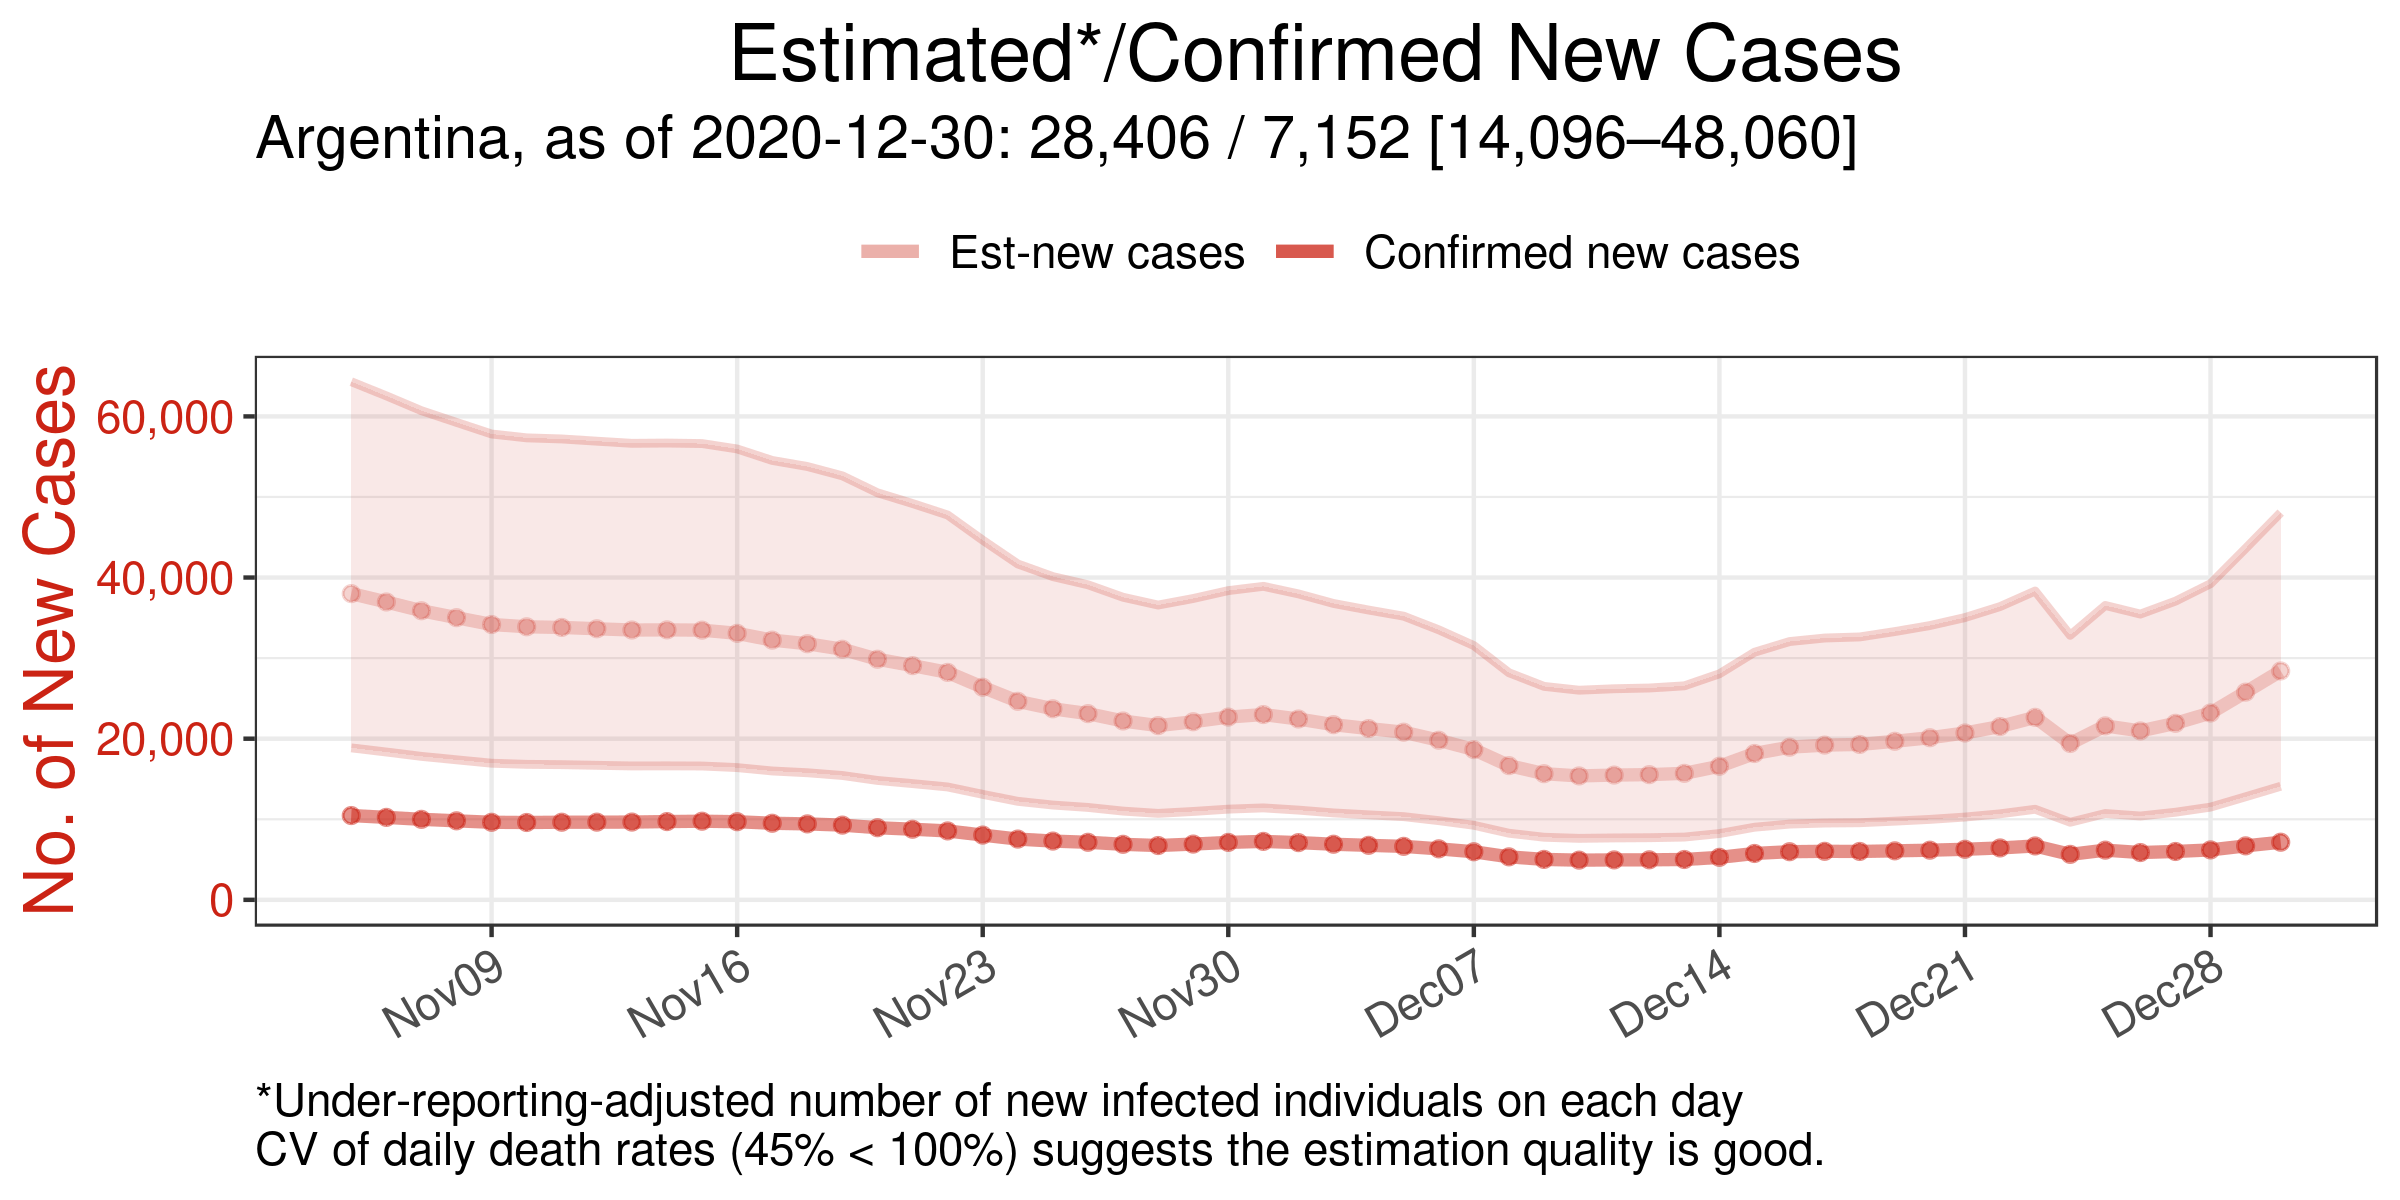 Estimated*/Confirmed New Cases
Argentina, as of 2020-12-30: 28,406 / 7,152 [14,096–48,060]
Est-new cases
Confirmed new cases
No. of New Cases
60,000
40,000
20,000
0
Nov09
Nov16
Nov23
Nov30
Dec07
Dec14
Dec21
Dec28
*Under-reporting-adjusted number of new infected individuals on each day
CV of daily death rates (45% < 100%) suggests the estimation quality is good.